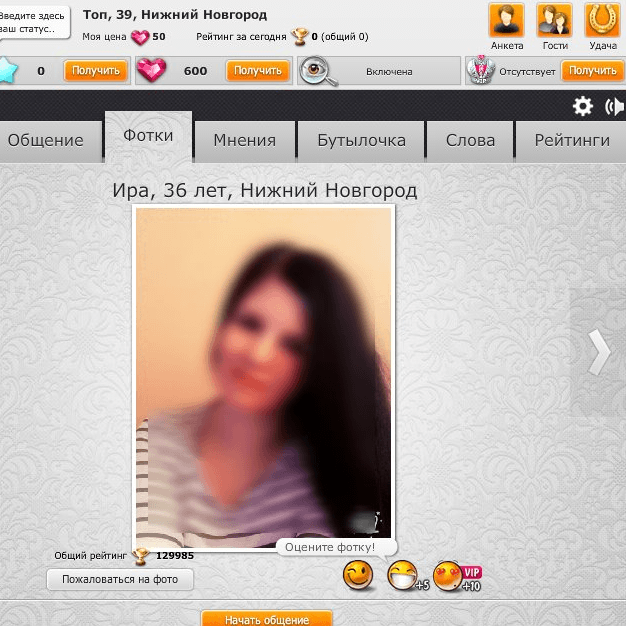 Введите здесь
ваш статус..
Топ, 39, Нижний Новгород
Моя цена 50
Рейтинг за сегодня 0 (общий 0)
Анкета
Гости
Удача
0
Получить
600
Получить
Включена
VIP
Отсутствует
Получить
Общение
Фотки
Мнения
Бутылочка
Слова
Рейтинги
Ира, 36 лет, Нижний Новгород
Оцените фотку!
Общий рейтинг 129985
Пожаловаться на фото
+5
VIP
+10
Начать общение